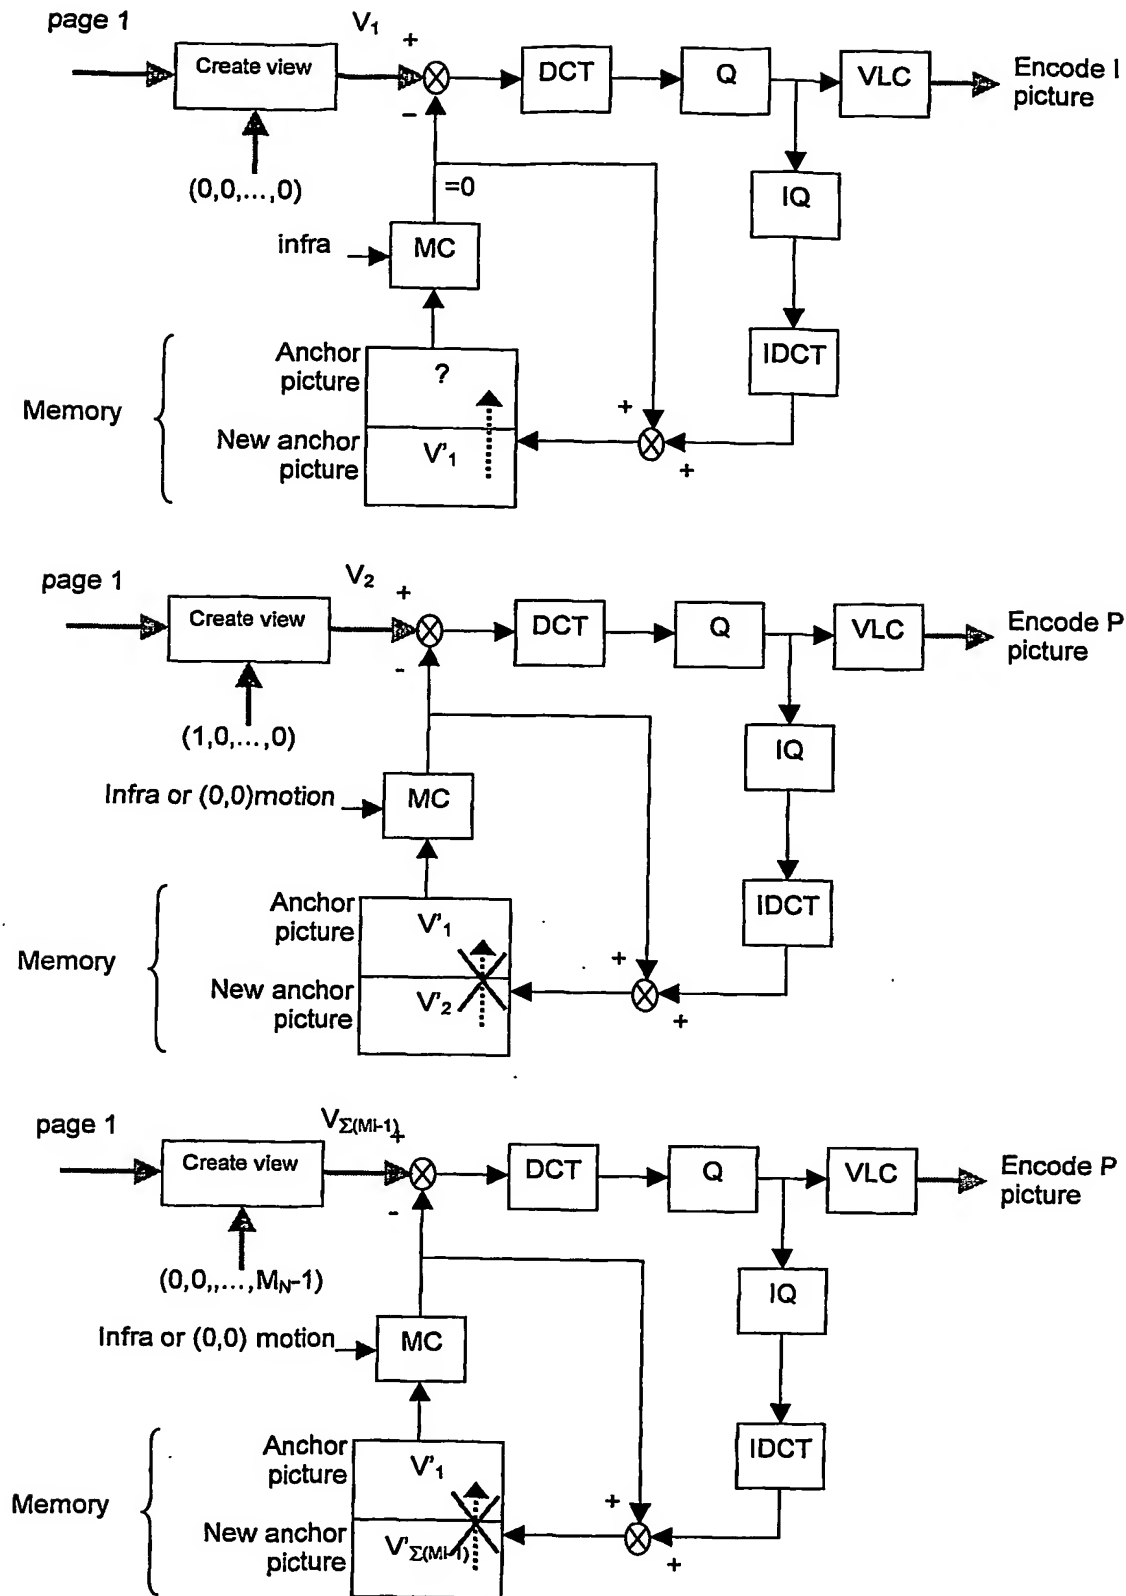 page 1
V₁
+
Create view
DCT
Q
VLC
Encode I
picture
–
(0,0,...,0)
=0
IQ
infra
MC
IDCT
Memory
Anchor
picture
?
+
New anchor
picture
V'₁
+
page 1
V₂
+
Create view
DCT
Q
VLC
Encode P
picture
-
(1,0,...,0)
IQ
Infra or (0,0)motion
MC
IDCT
Memory
Anchor
picture
V'₁
+
New anchor
picture
V'₂
+
page 1
V_Σ(MI-1)
+
Create view
DCT
Q
VLC
Encode P
picture
-
(0,0,,...,M_N-1)
IQ
Infra or (0,0) motion
MC
IDCT
Memory
Anchor
picture
V'₁
+
New anchor
picture
V'_Σ(MI-1)
+